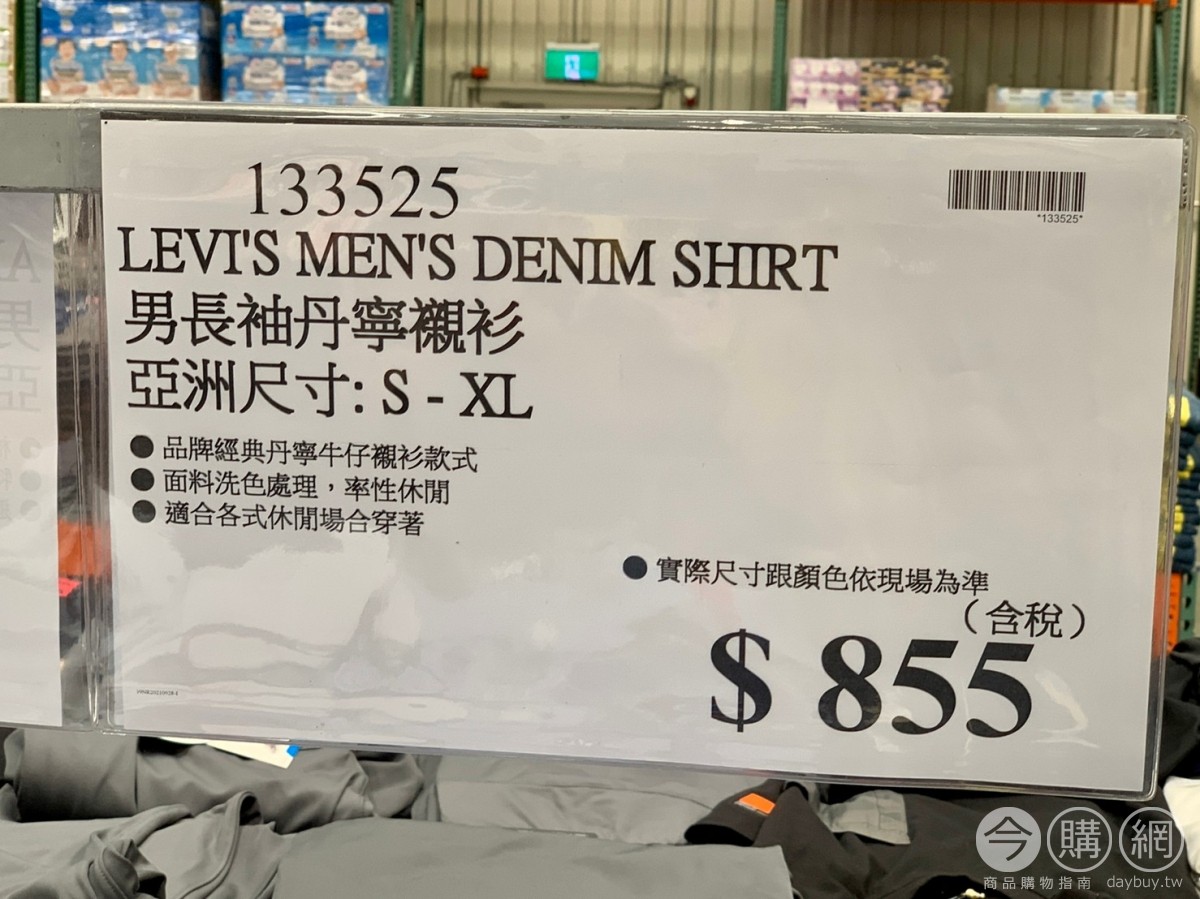 133525
*133525*
LEVI'S MEN'S DENIM SHIRT
男長袖丹寧襯衫
亞洲尺寸: S - XL
● 品牌經典丹寧牛仔襯衫款式
● 面料洗色處理，率性休閒
● 適合各式休閒場合穿著
● 實際尺寸跟顏色依現場為準
（含稅）
$ 855
今購網
商品購物指南 daybuy.tw